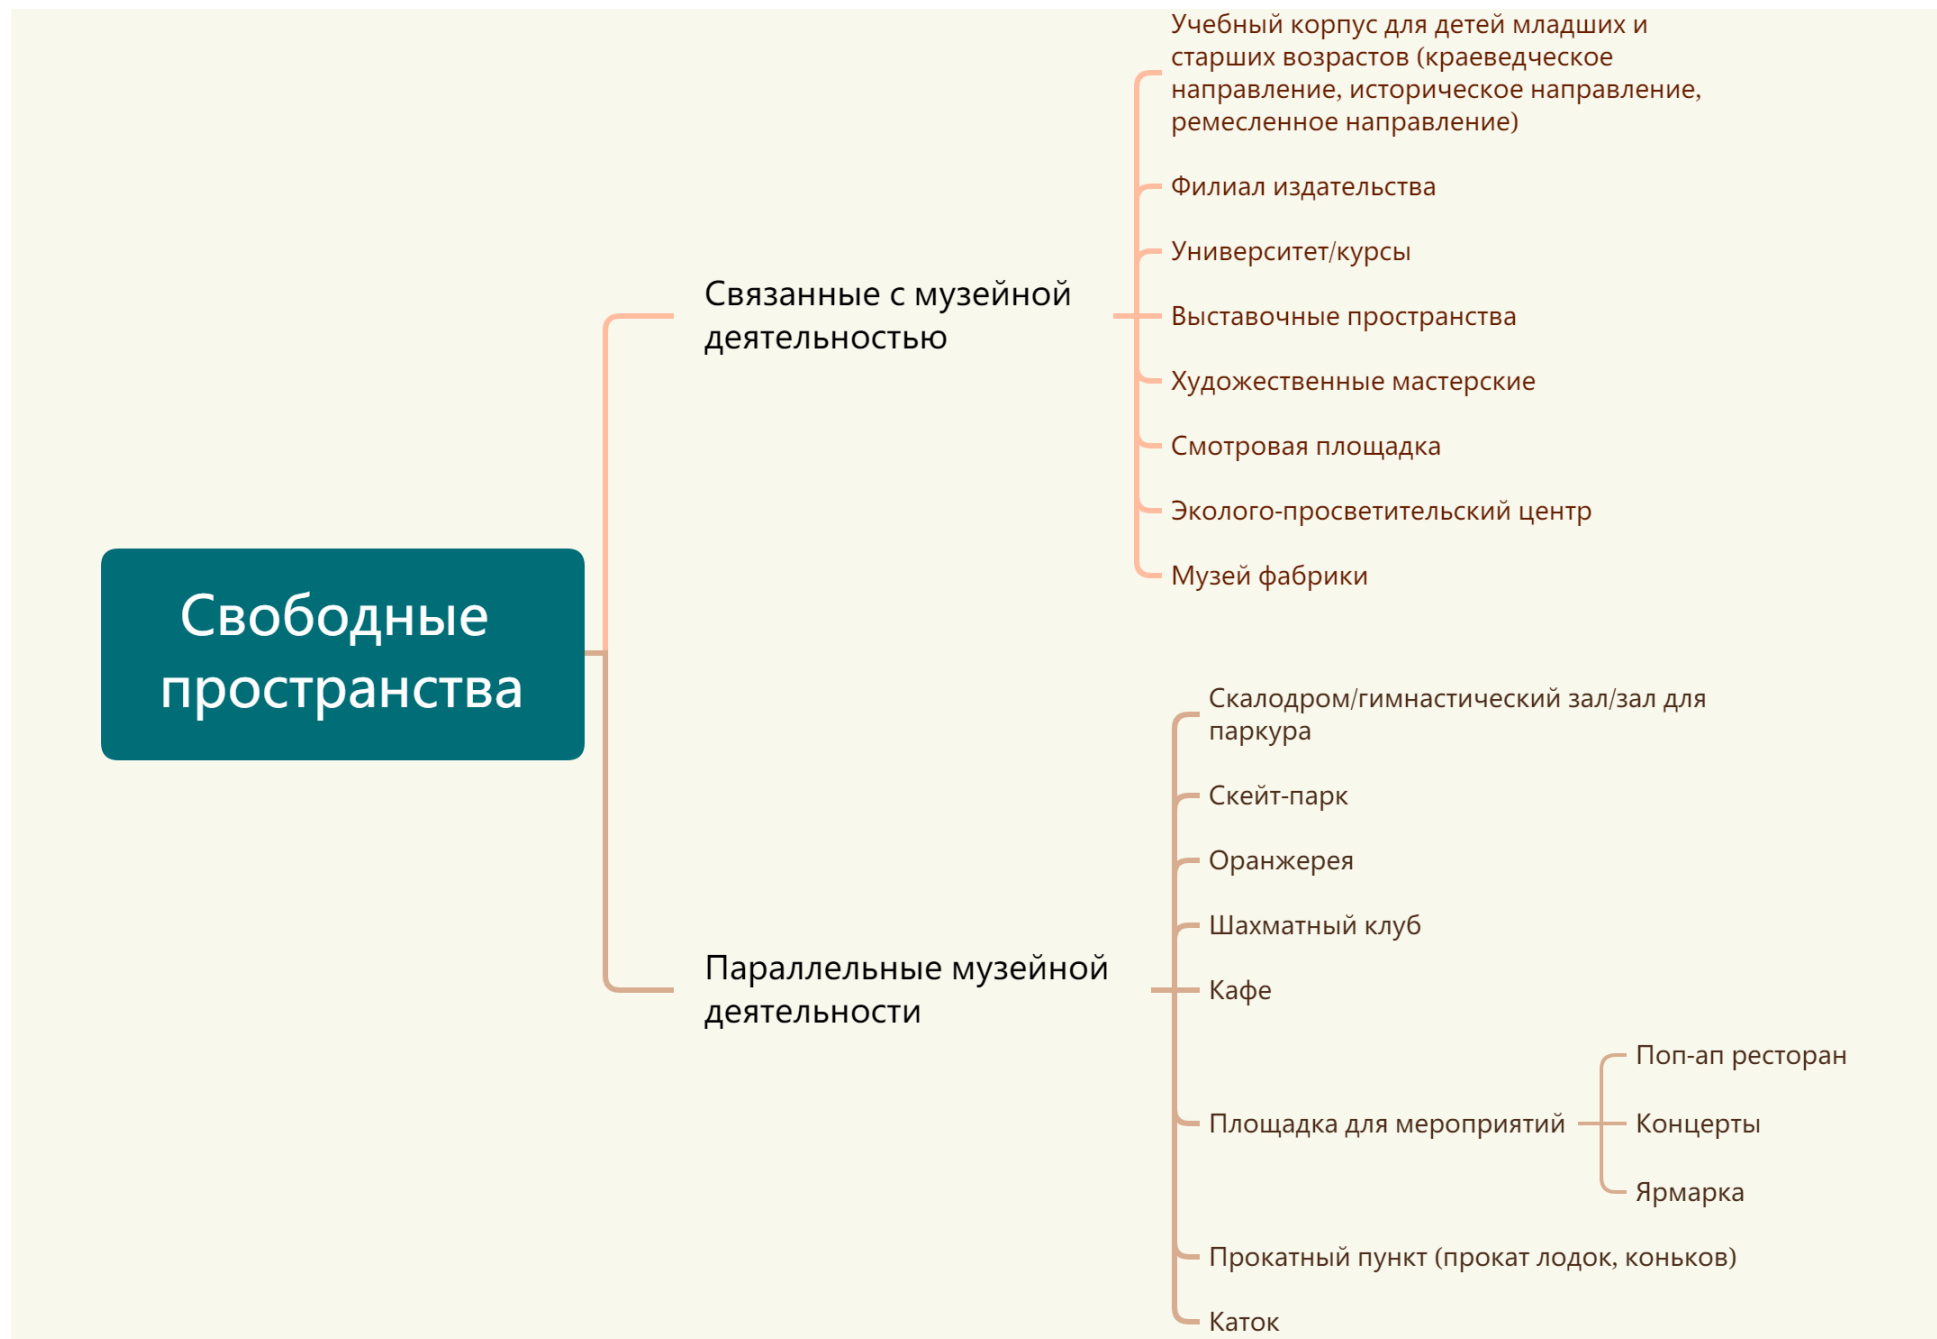 Свободные
пространства
Связанные с музейной
деятельностью
Учебный корпус для детей младших и
старших возрастов (краеведческое
направление, историческое направление,
ремесленное направление)
Филиал издательства
Университет/курсы
Выставочные пространства
Художественные мастерские
Смотровая площадка
Эколого-просветительский центр
Музей фабрики
Параллельные музейной
деятельности
Скалодром/гимнастический зал/зал для
паркура
Скейт-парк
Оранжерея
Шахматный клуб
Кафе
Площадка для мероприятий
Поп-ап ресторан
Концерты
Ярмарка
Прокатный пункт (прокат лодок, коньков)
Каток